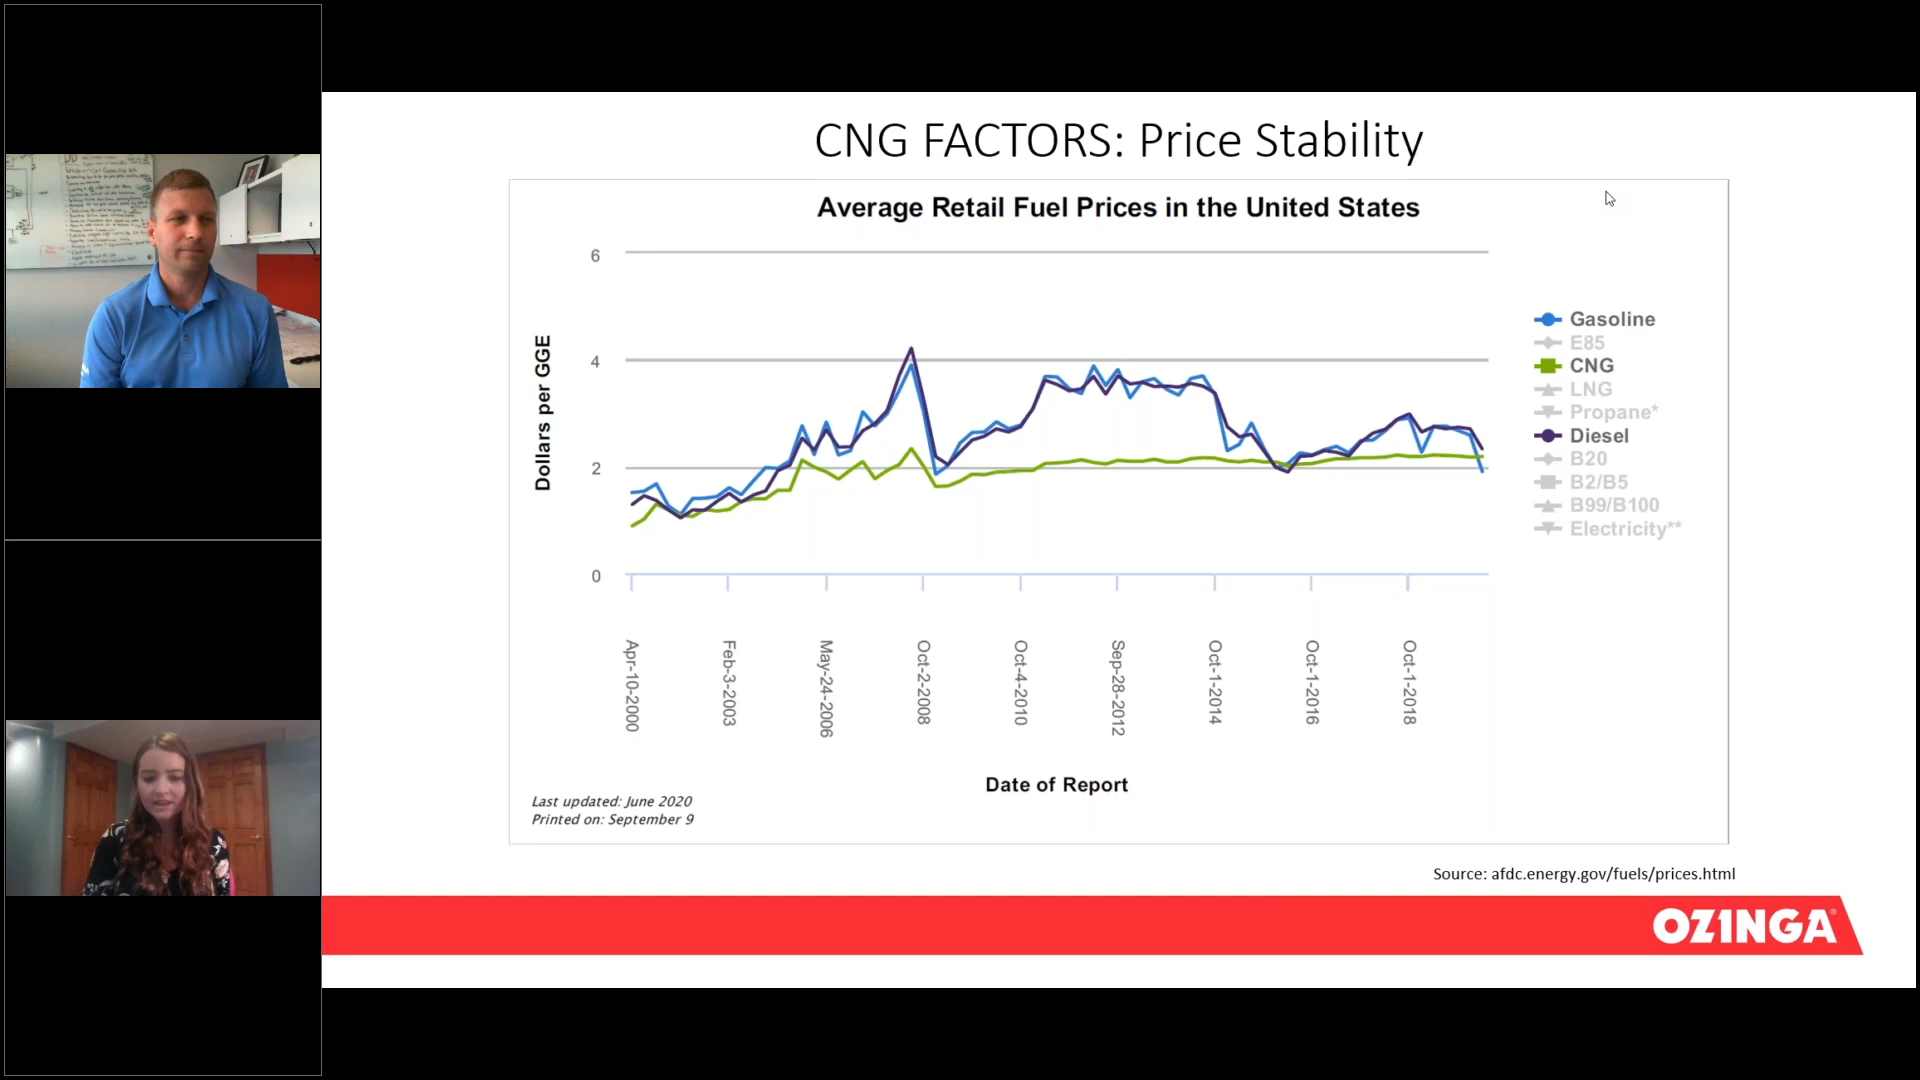 CNG FACTORS: Price Stability
Average Retail Fuel Prices in the United States
Dollars per GGE
6
4
2
0
Gasoline
E85
CNG
LNG
Propane*
Diesel
B20
B2/B5
B99/B100
Electricity**
Apr-10-2000
Feb-3-2003
May-24-2006
Oct-2-2008
Oct-4-2010
Sep-28-2012
Oct-1-2014
Oct-1-2016
Oct-1-2018
Date of Report
Last updated: June 2020
Printed on: September 9
Source: afdc.energy.gov/fuels/prices.html
OZINGA®